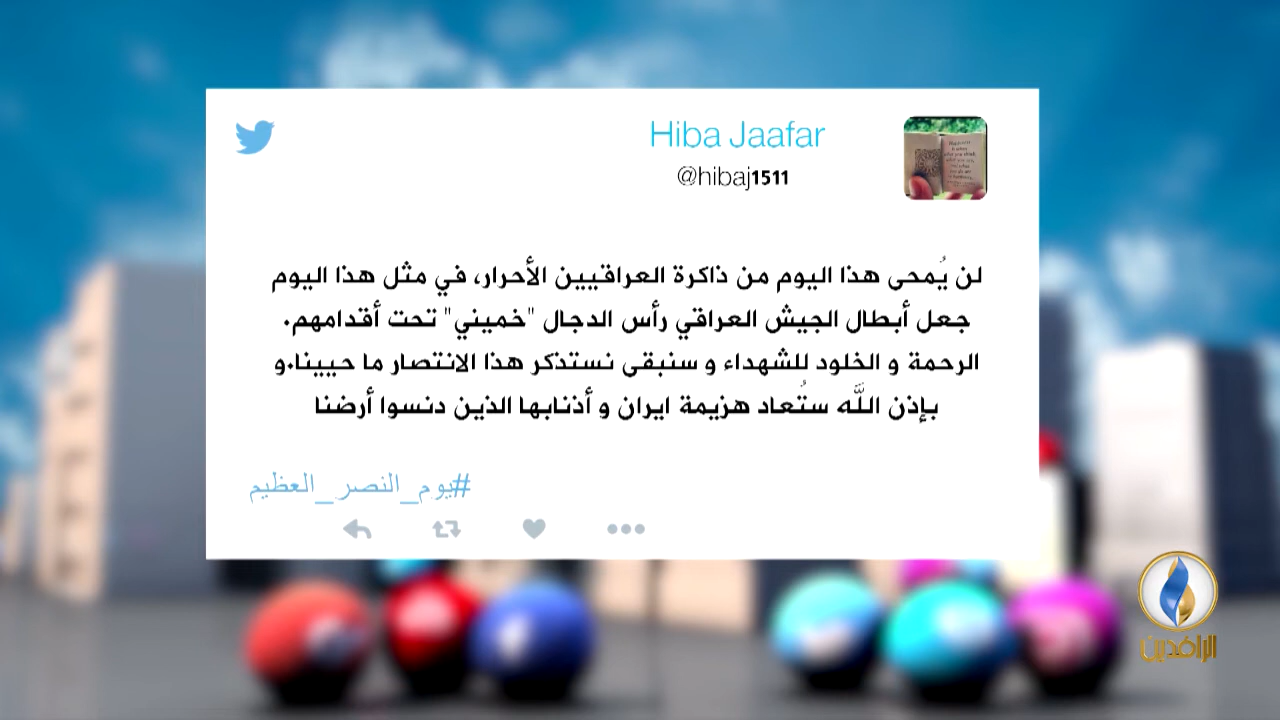 Hiba Jaafar
@hibaj1511
لن يُمحى هذا اليوم من ذاكرة العراقيين الأحرار، في مثل هذا اليوم
جعل أبطال الجيش العراقي رأس الدجال "خميني" تحت أقدامهم.
الرحمة و الخلود للشهداء و سنبقى نستذكر هذا الانتصار ما حيينا.و
بإذن اللَّه ستُعاد هزيمة ايران و أذنابها الذين دنسوا أرضنا
#يوم_النصر_العظيم
الرافدين